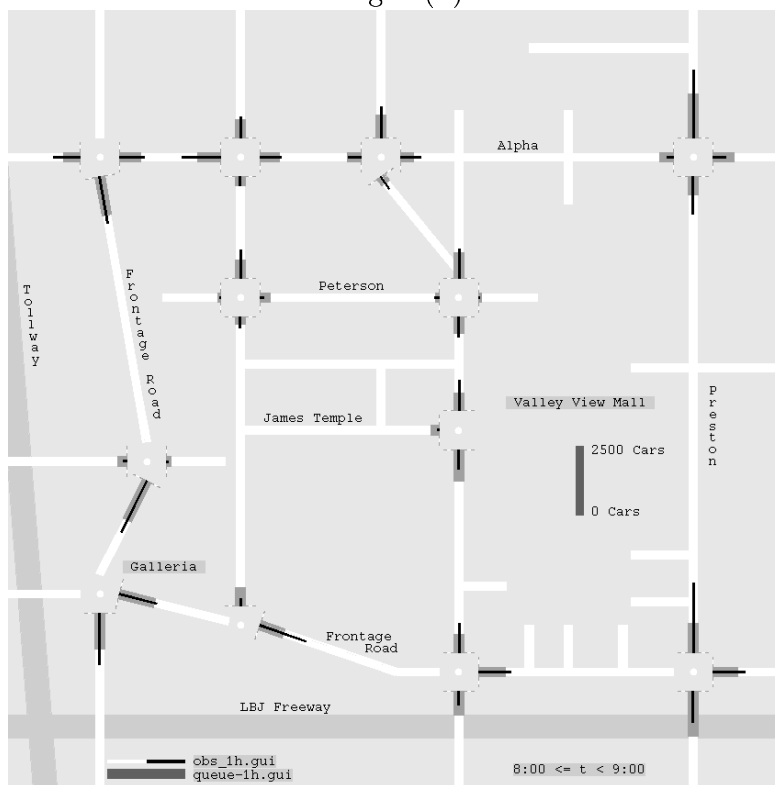 Alpha
Peterson
Frontage Road
Tollway
Valley View Mall
Preston
James Temple
2500 Cars
0 Cars
Galleria
Frontage
Road
LBJ Freeway
obs_1h.gui
queue-1h.gui
8:00 <= t < 9:00